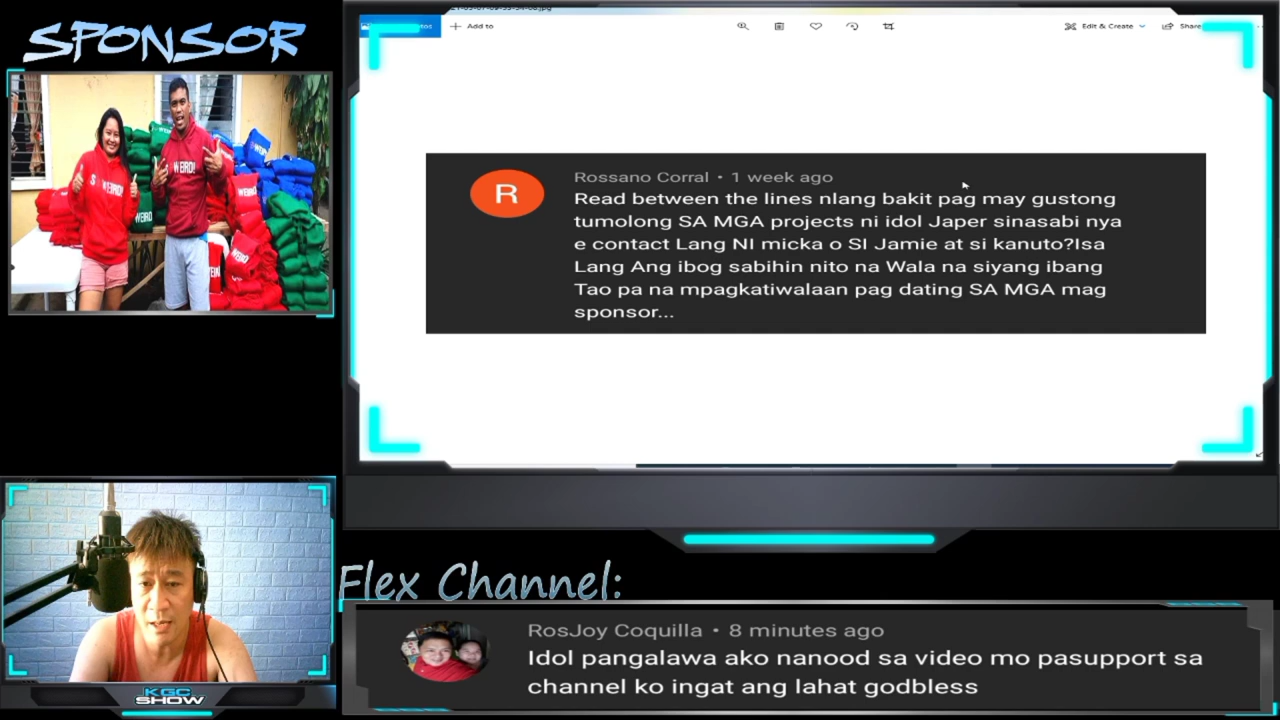 SPONSOR
Add to
Edit & Create
Share
WEIRD!
WEIRD!
WEIRD!
Rossano Corral • 1 week ago
R
Read between the lines nlang bakit pag may gustong
tumolong SA MGA projects ni idol Japer sinasabi nya
e contact Lang NI micka o SI Jamie at si kanuto?Isa
Lang Ang ibog sabihin nito na Wala na siyang ibang
Tao pa na mpagkatiwalaan pag dating SA MGA mag
sponsor...
KGC
SHOW
Flex Channel:
RosJoy Coquilla • 8 minutes ago
Idol pangalawa ako nanood sa video mo pasupport sa
channel ko ingat ang lahat godbless